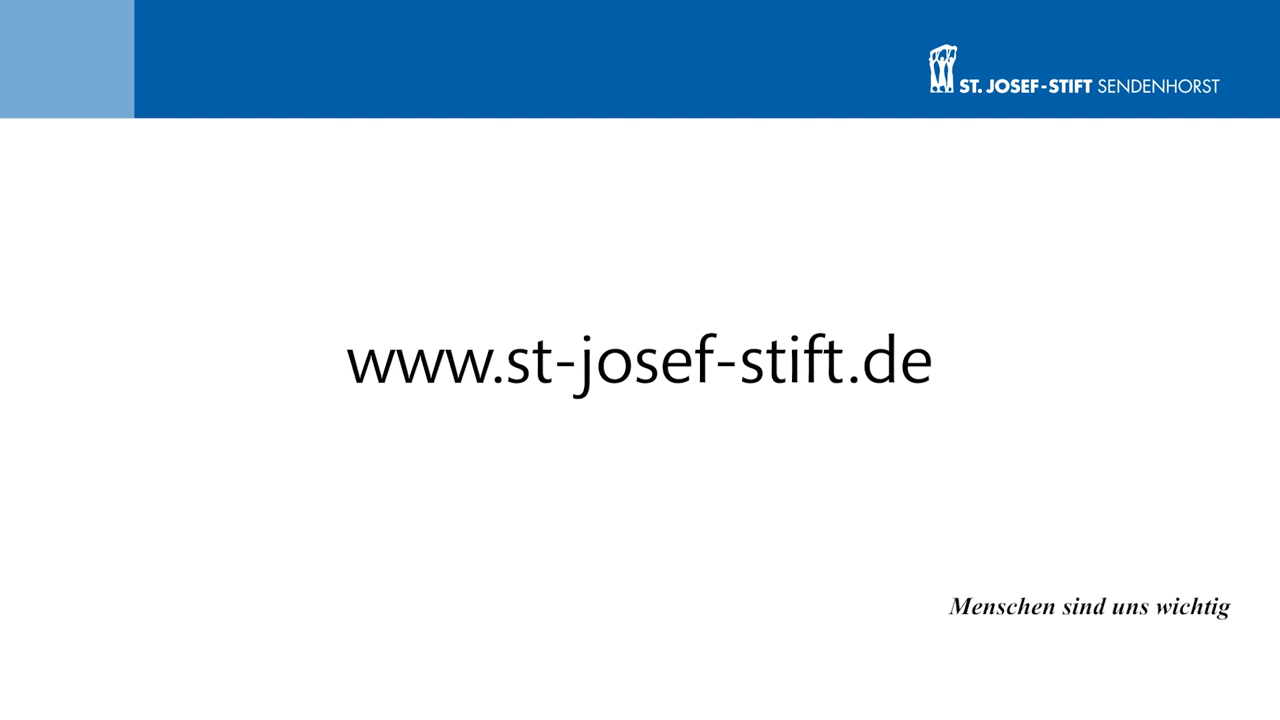 ST. JOSEF-STIFT SENDENHORST
www.st-josef-stift.de
Menschen sind uns wichtig